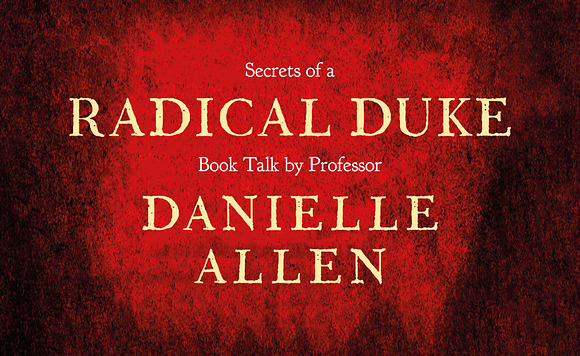 Secrets of a
RADICAL DUKE
Book Talk by Professor
DANIELLE
ALLEN